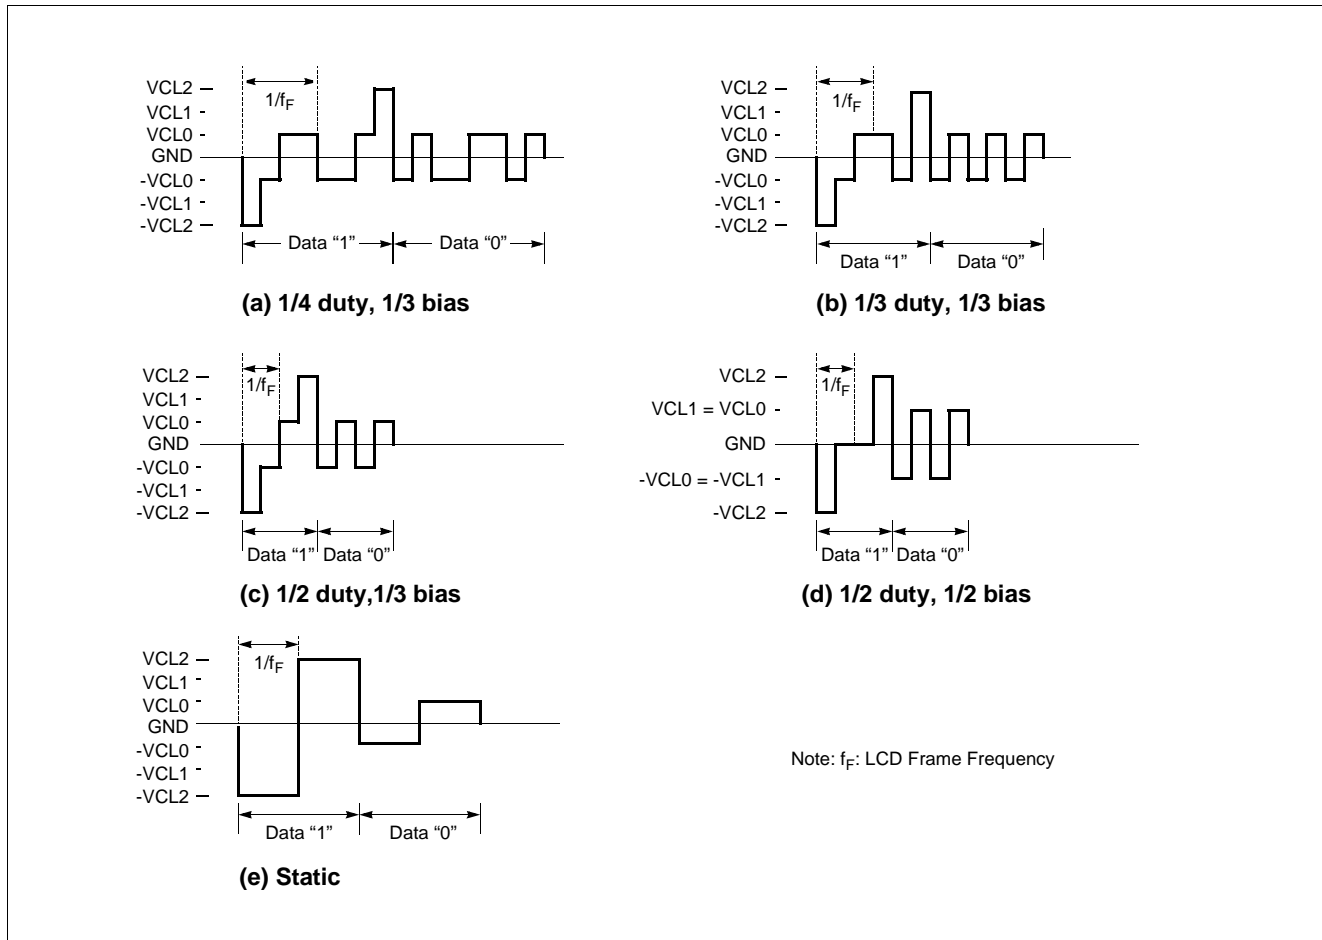 VCL2
VCL1
VCL0
GND
-VCL0
-VCL1
-VCL2
1/fF
Data “1”
Data “0”
(a) 1/4 duty, 1/3 bias
VCL2
VCL1
VCL0
GND
-VCL0
-VCL1
-VCL2
1/fF
Data “1”
Data “0”
(b) 1/3 duty, 1/3 bias
VCL2
VCL1
VCL0
GND
-VCL0
-VCL1
-VCL2
1/fF
Data “1”
Data “0”
(c) 1/2 duty,1/3 bias
VCL2
VCL1 = VCL0
GND
-VCL0 = -VCL1
-VCL2
1/fF
Data “1”
Data “0”
(d) 1/2 duty, 1/2 bias
VCL2
VCL1
VCL0
GND
-VCL0
-VCL1
-VCL2
1/fF
Data “1”
Data “0”
(e) Static
Note: fF: LCD Frame Frequency